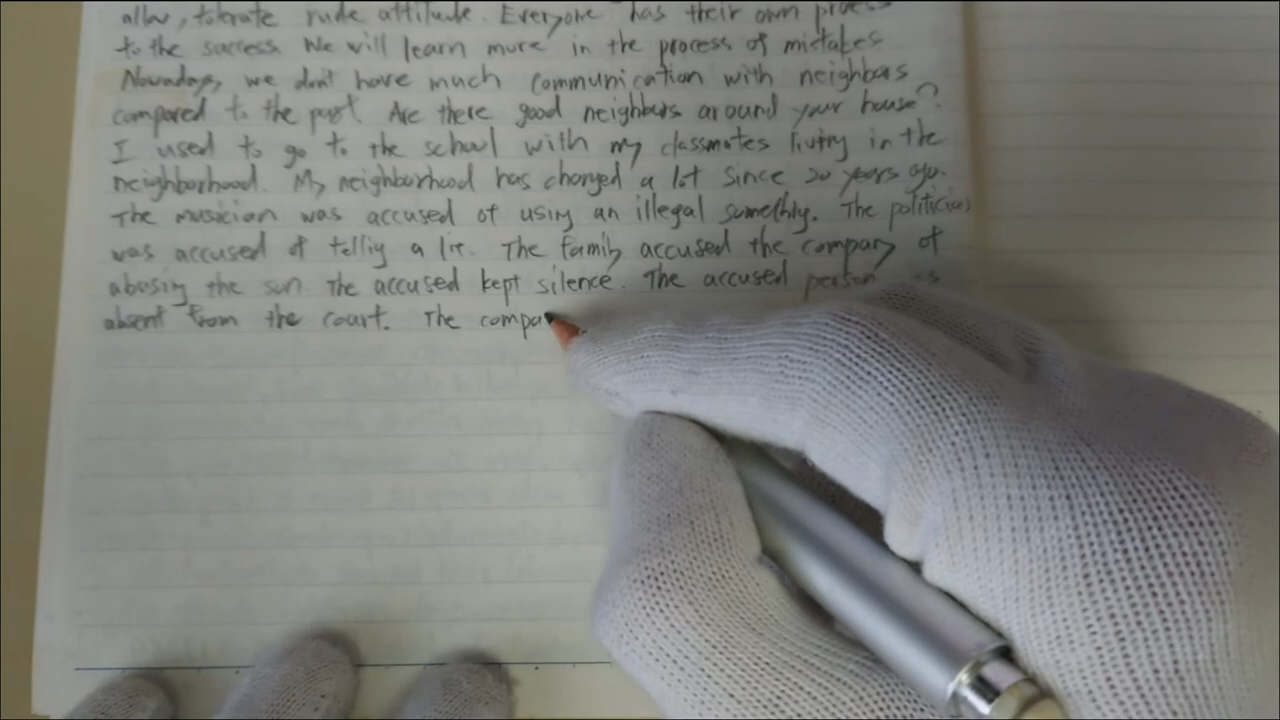 allow, tolerate rude attitude. Everyone has their own process
to the success. We will learn more in the process of mistakes
Nowadays, we don't have much communication with neighbors
compared to the past. Are there good neighbors around your house?
I used to go to the school with my classmates living in the
neighborhood. My neighborhood has changed a lot since 20 years ago.
The musician was accused of using an illegal something. The politician
was accused of telling a lie. The family accused the company of
abusing the sun. The accused kept silence. The accused person is
absent from the court. The compa